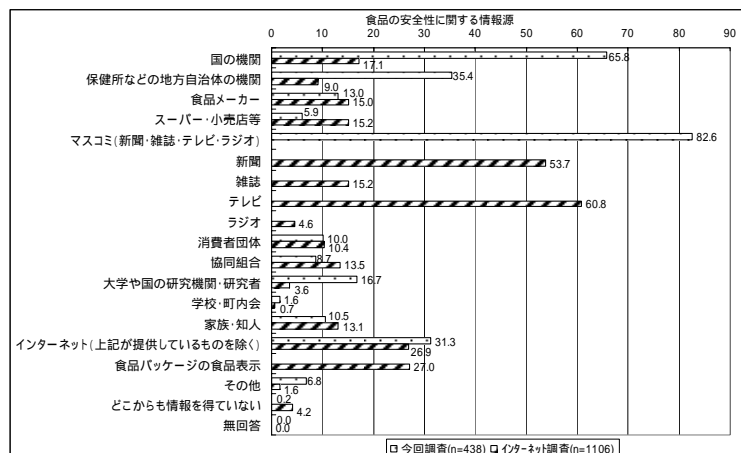 食品の安全性に関する情報源
0 10 20 30 40 50 60 70 80 90
国の機関 65.8
17.1
保健所などの地方自治体の機関 35.4
9.0
食品メーカー 13.0
15.0
スーパー・小売店等 5.9
15.2
マスコミ(新聞・雑誌・テレビ・ラジオ) 82.6
新聞 53.7
雑誌 15.2
テレビ 60.8
ラジオ 4.6
消費者団体 10.0
10.4
協同組合 8.7
13.5
大学や国の研究機関・研究者 16.7
3.6
学校・町内会 1.6
0.7
家族・知人 10.5
13.1
インターネット(上記が提供しているものを除く) 31.3
26.9
食品パッケージの食品表示 27.0
その他 6.8
1.6
どこからも情報を得ていない 0.2
4.2
無回答 0.0
0.0
今回調査(n=438) インターネット調査(n=1106)